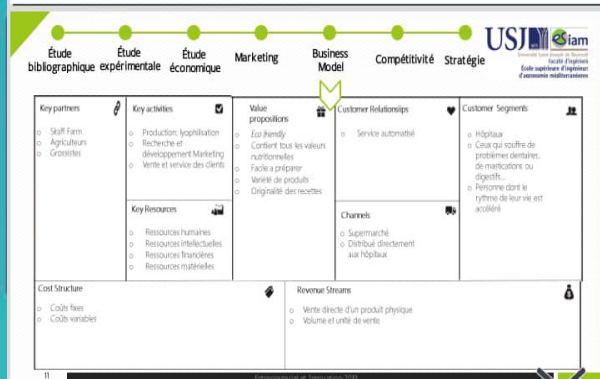 Étude bibliographique
Étude expérimentale
Étude économique
Marketing
Business Model
Compétitivité
Stratégie
USJ
esiam
Université Saint-Joseph de Beyrouth
Faculté d'ingénierie
École supérieure d'ingénieurs
d'agronomie méditerranéenne
Key partners
Skaff Farm
Agriculteurs
Grossistes
Key activities
Production: lyophilisation
Recherche et
développement Marketing
Vente et service des clients
Key Resources
Ressources humaines
Ressources intellectuelles
Ressources financières
Ressources matérielles
Value
propositions
Eco friendly
Contient tous les valeurs
nutritionnelles
Facile a préparer
Variété de produits
Originalité des recettes
Customer Relationslips
Service automatisé
Channels
Supermarché
Distribué directement
aux hôpitaux
Customer Segments
Hôpitaux
Ceux qui souffre de
problèmes dentaires,
de mastications ou
digestifs...
Personne dont le
rythme de leur vie est
accéléré
Cost Structure
Coûts fixes
Coûts variables
Revenue Streams
Vente directe d'un produit physique
Volume et unité de vente
11